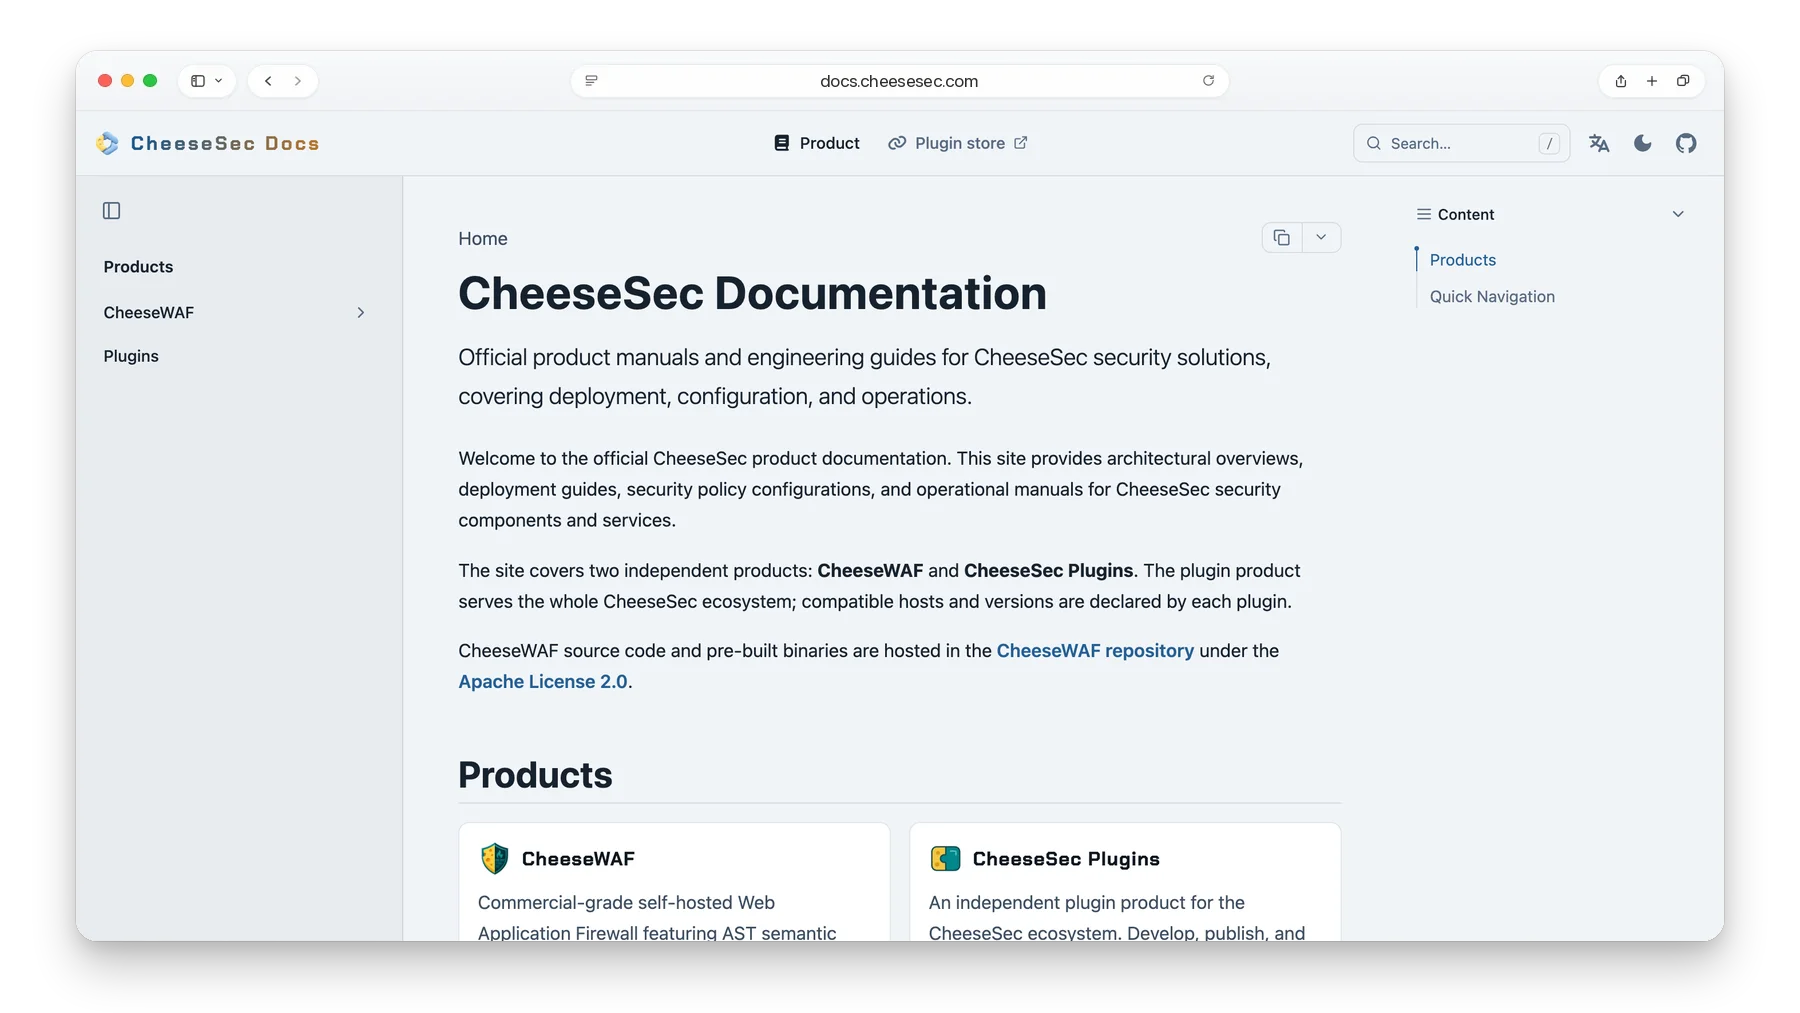 docs.cheesesec.com
CheeseSec Docs
Product
Plugin store
Search...
/
Products
CheeseWAF
Plugins
Home
CheeseSec Documentation
Official product manuals and engineering guides for CheeseSec security solutions,
covering deployment, configuration, and operations.
Welcome to the official CheeseSec product documentation. This site provides architectural overviews,
deployment guides, security policy configurations, and operational manuals for CheeseSec security
components and services.
The site covers two independent products: CheeseWAF and CheeseSec Plugins. The plugin product
serves the whole CheeseSec ecosystem; compatible hosts and versions are declared by each plugin.
CheeseWAF source code and pre-built binaries are hosted in the CheeseWAF repository under the
Apache License 2.0.
Products
CheeseWAF
Commercial-grade self-hosted Web
Application Firewall featuring AST semantic
CheeseSec Plugins
An independent plugin product for the
CheeseSec ecosystem. Develop, publish, and
Content
Products
Quick Navigation